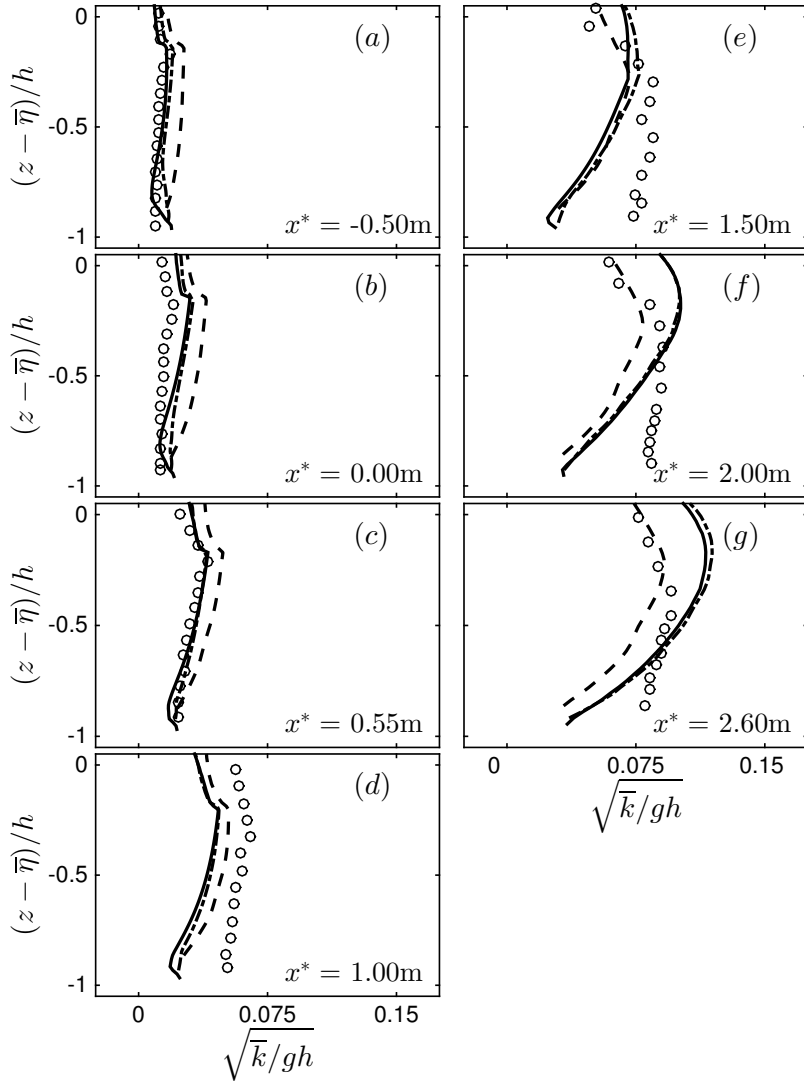 0
-0.5
-1
(z − η̅)/h
(a)
x* = -0.50m
(e)
x* = 1.50m
0
-0.5
-1
(z − η̅)/h
(b)
x* = 0.00m
(f)
x* = 2.00m
0
-0.5
-1
(z − η̅)/h
(c)
x* = 0.55m
(g)
x* = 2.60m
0 0.075 0.15
√k̅/gh
0
-0.5
-1
(z − η̅)/h
(d)
x* = 1.00m
0 0.075 0.15
√k̅/gh